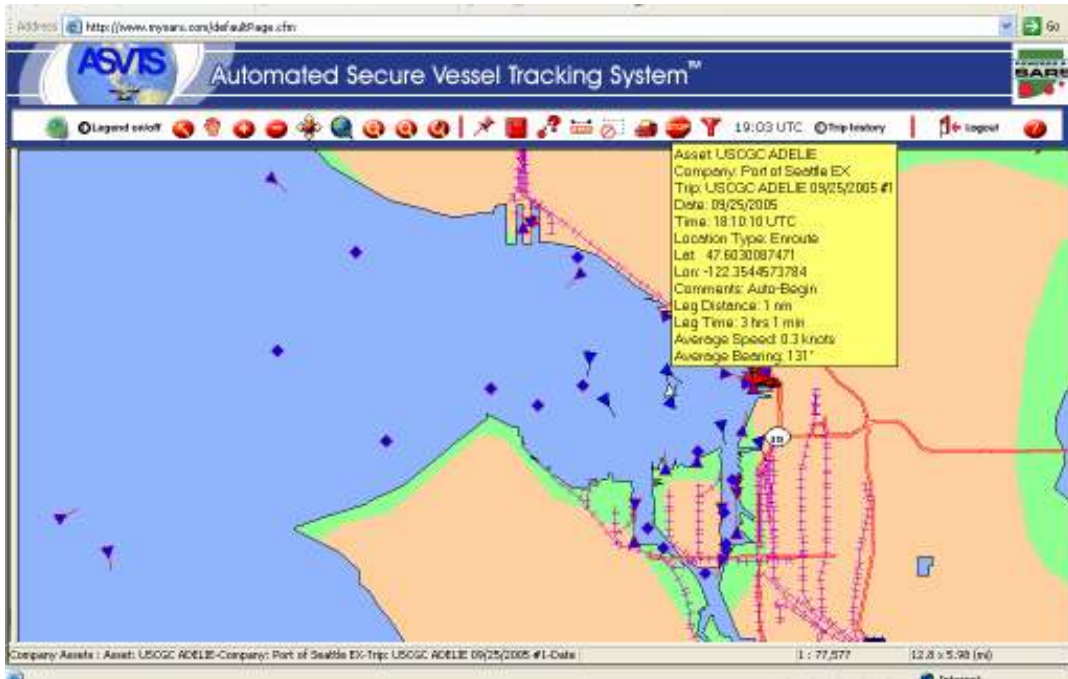 Address http://www.mysars.com/defaultPage.cfm Go
ASVTS Automated Secure Vessel Tracking System™
SARS
Legend on/off STOP 19:03 UTC Trip history Logout ?
Asset USCGC ADELIE
Company: Port of Seattle EX
Trip: USCGC ADELIE 09/25/2005 #1
Date: 09/25/2005
Time: 18:10:10 UTC
Location Type: Enroute
Lat 47.6030087471
Lon: -122.3544573784
Comments: Auto-Begin
Leg Distance: 1 nm
Leg Time: 3 hrs 1 min
Average Speed: 0.3 knots
Average Bearing: 131°
Company Assets : Asset: USCGC ADELIE-Company: Port of Seattle EX-Trip: USCGC ADELIE 09/25/2005 #1-Date 1 : 77,577 12.8 x 5.98 (mi)
Internet